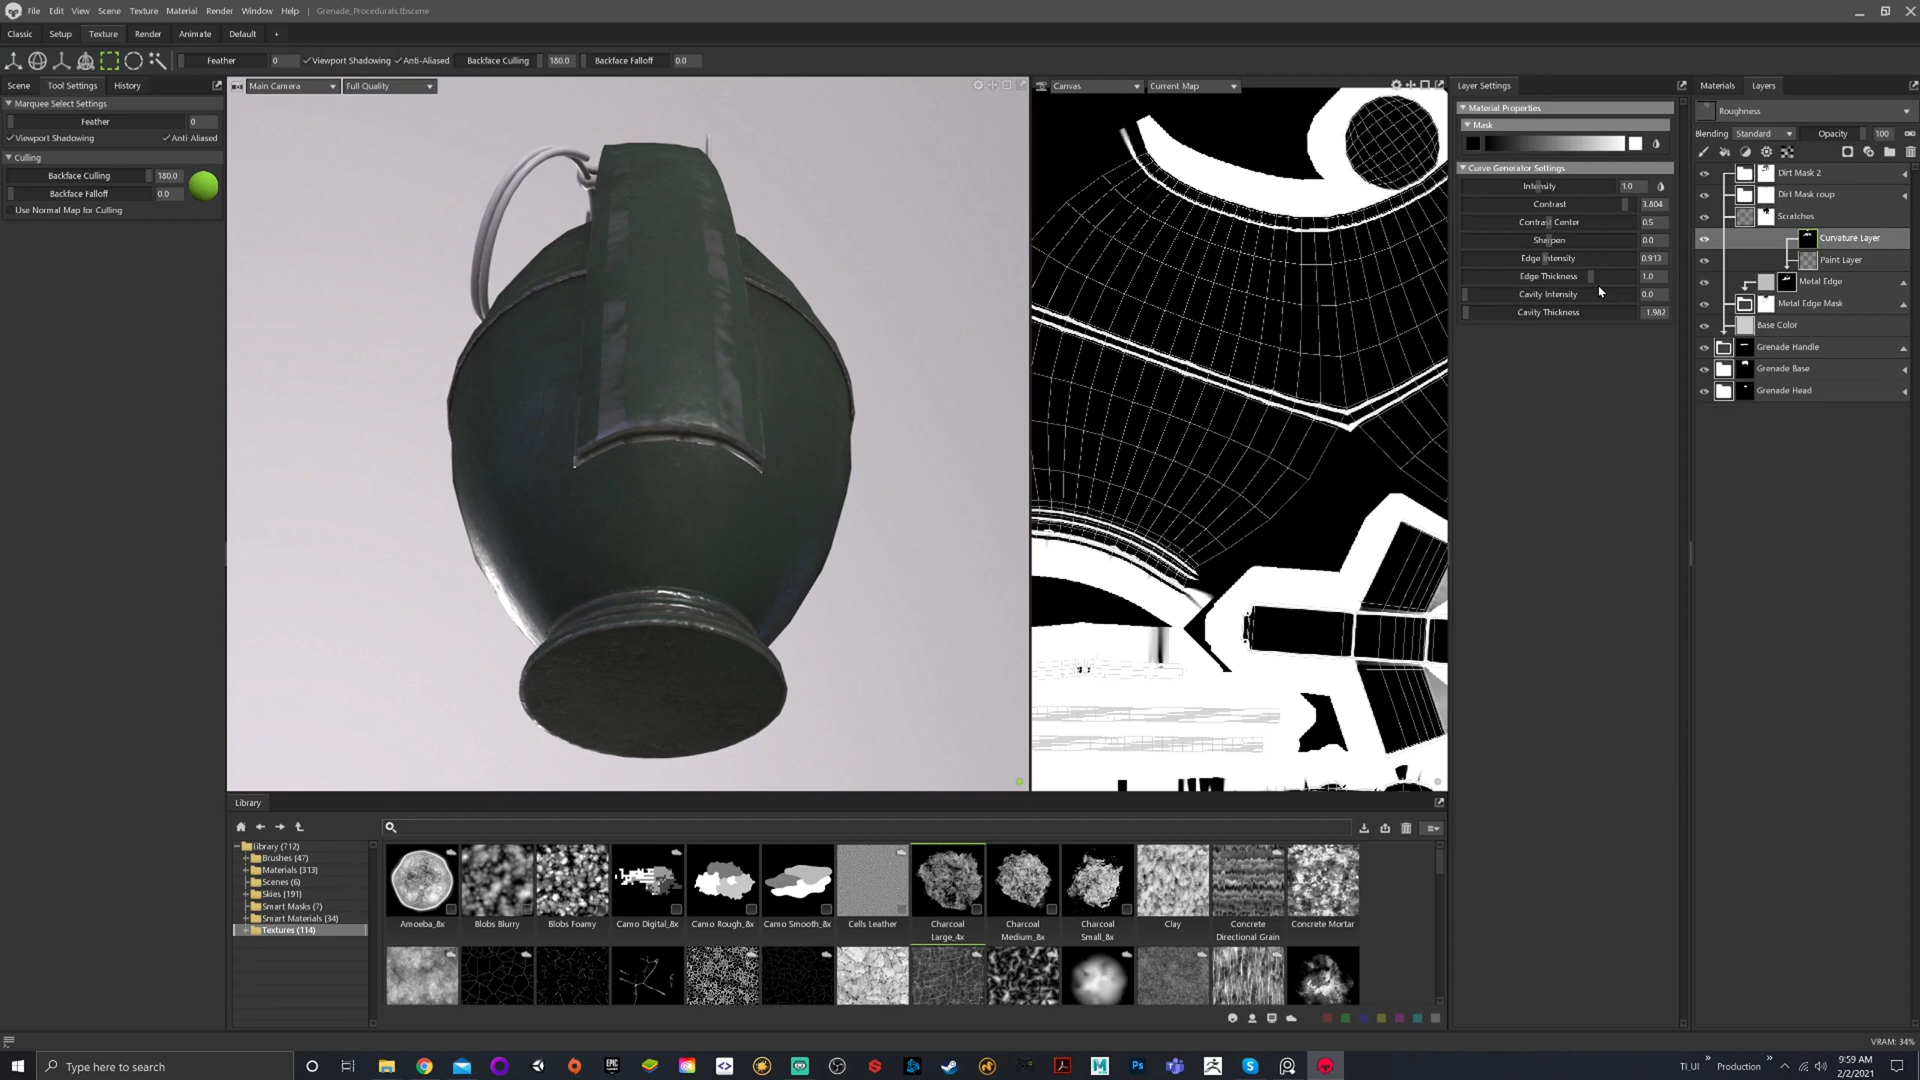 File Edit View Scene Texture Material Render Window Help | Grenade_Procedurals.tbscene
Classic Setup Texture Render Animate Default +
Feather 0 Viewport Shadowing Anti-Aliased Backface Culling 180.0 Backface Falloff 0.0
Scene Tool Settings History
Marquee Select Settings
Feather 0
Viewport Shadowing Anti-Aliased
Culling
Backface Culling 180.0
Backface Falloff 0.0
Use Normal Map for Culling
Main Camera Full Quality
Canvas Current Map
Layer Settings
Material Properties
Mask
Curve Generator Settings
Intensity 1.0
Contrast 3.804
Contrast Center 0.5
Sharpen 0.0
Edge Intensity 0.913
Edge Thickness 1.0
Cavity Intensity 0.0
Cavity Thickness 1.982
Materials Layers
Roughness
Blending Standard Opacity 100
Dirt Mask 2
Dirt Mask roup
Scratches
Curvature Layer
Paint Layer
Metal Edge
Metal Edge Mask
Base Color
Grenade Handle
Grenade Base
Grenade Head
Library
library (712)
Brushes (47)
Materials (313)
Scenes (6)
Skies (191)
Smart Masks (7)
Smart Materials (34)
Textures (114)
Amoeba_8x Blobs Blurry Blobs Foamy Camo Digital_8x Camo Rough_8x Camo Smooth_8x Cells Leather Charcoal Large_4x Charcoal Medium_8x Charcoal Small_8x Clay Concrete Directional Grain Concrete Mortar
VRAM: 34%
Type here to search
TI_UI » Production »
9:59 AM
2/2/2021